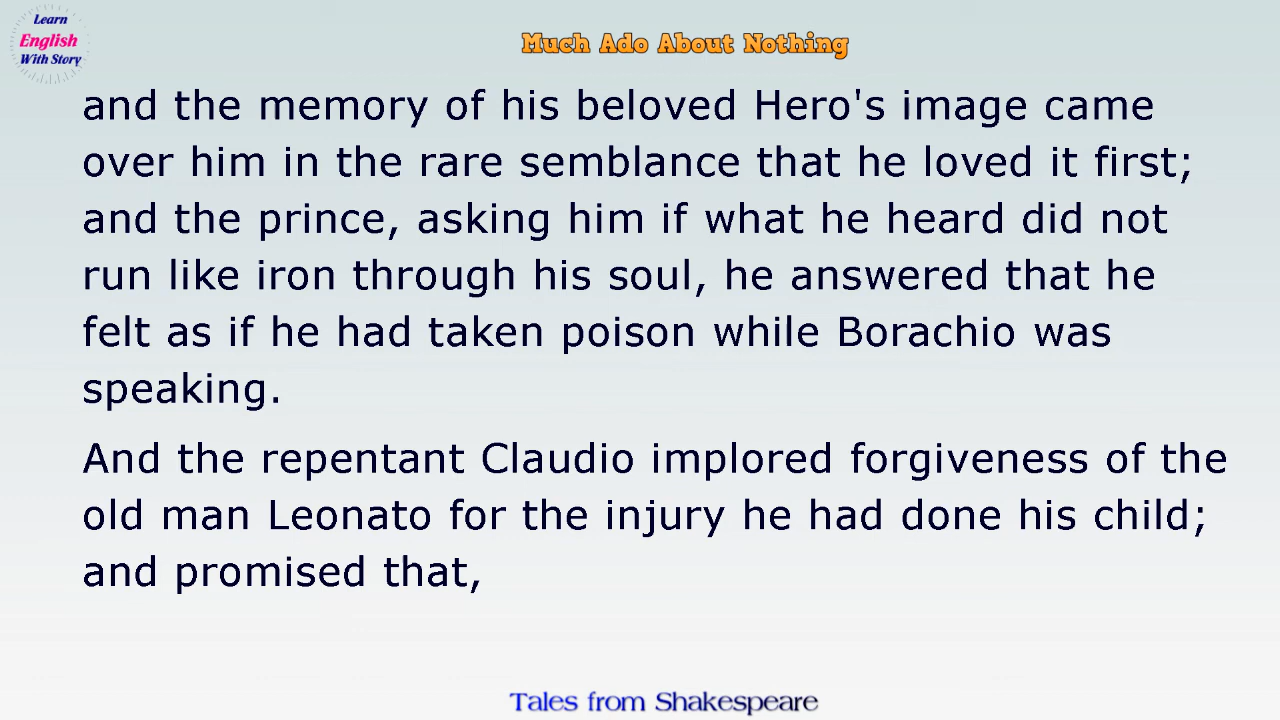 Learn
English
With Story
Much Ado About Nothing
and the memory of his beloved Hero's image came
over him in the rare semblance that he loved it first;
and the prince, asking him if what he heard did not
run like iron through his soul, he answered that he
felt as if he had taken poison while Borachio was
speaking.
And the repentant Claudio implored forgiveness of the
old man Leonato for the injury he had done his child;
and promised that,
Tales from Shakespeare